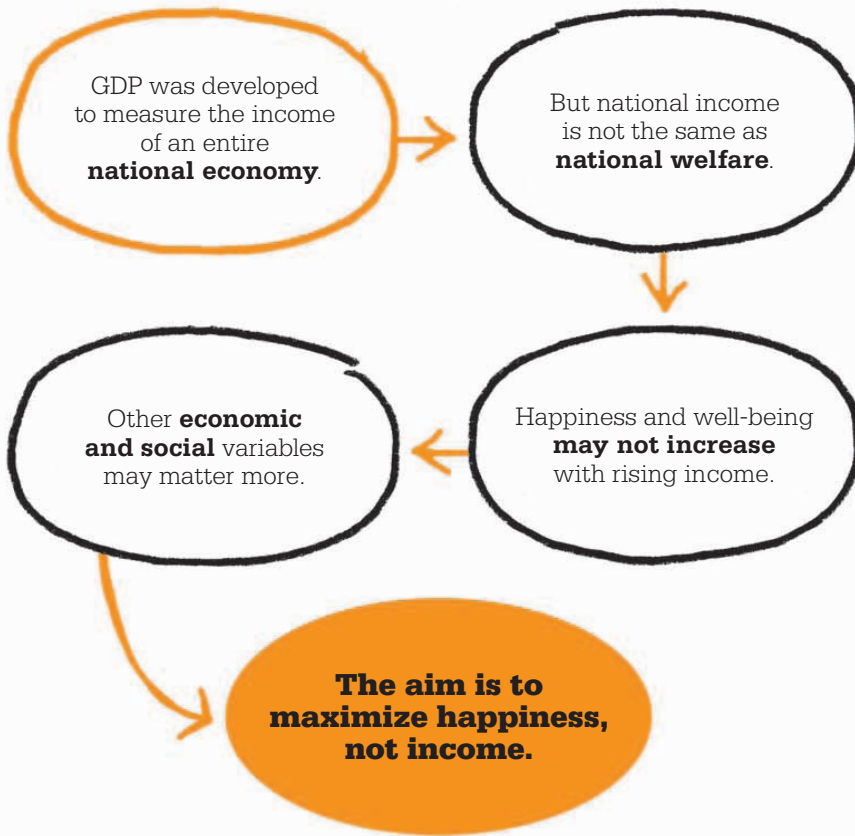 GDP was developed
to measure the income
of an entire
national economy.
But national income
is not the same as
national welfare.
Happiness and well-being
may not increase
with rising income.
Other economic
and social variables
may matter more.
The aim is to
maximize happiness,
not income.